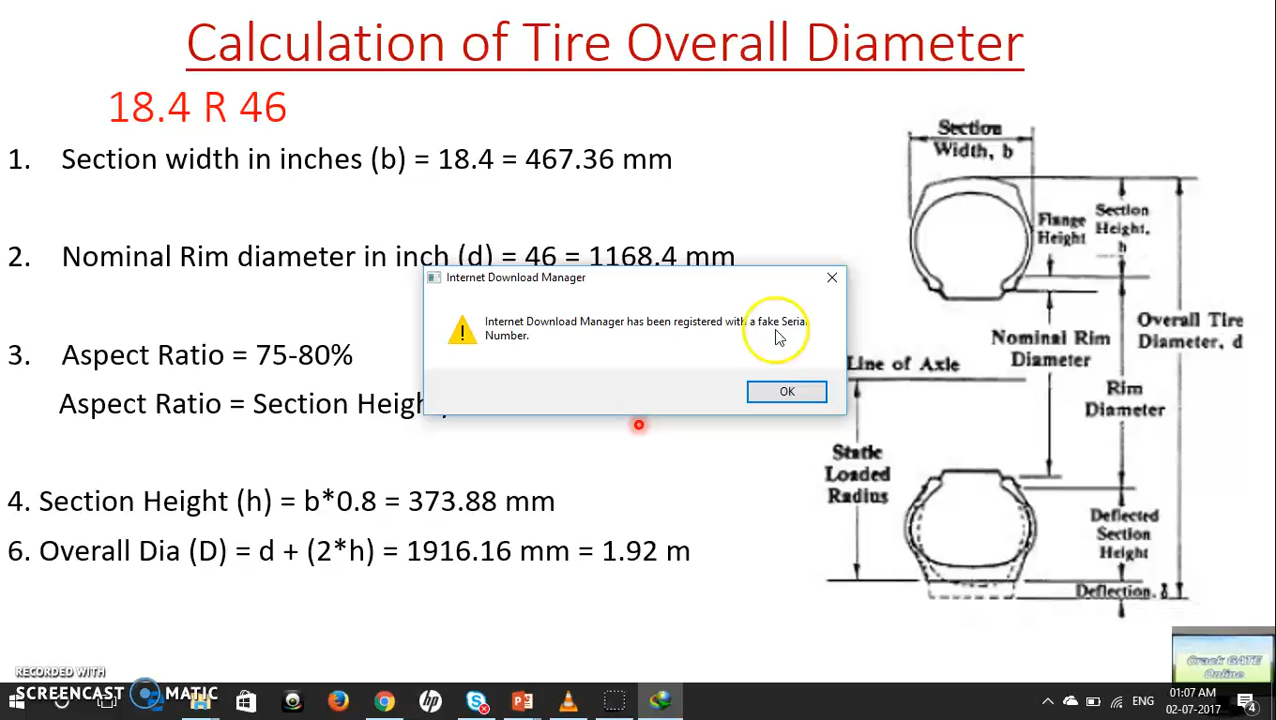 Calculation of Tire Overall Diameter
18.4 R 46
1. Section width in inches (b) = 18.4 = 467.36 mm
2. Nominal Rim diameter in inch (d) = 46 = 1168.4 mm
3. Aspect Ratio = 75-80%
Aspect Ratio = Section Heigh
4. Section Height (h) = b*0.8 = 373.88 mm
6. Overall Dia (D) = d + (2*h) = 1916.16 mm = 1.92 m
Internet Download Manager
Internet Download Manager has been registered with a fake Serial
Number.
OK
Section
Width, b
Flange
Height
Section
Height,
h
Nominal Rim
Diameter
Overall Tire
Diameter, d
Line of Axle
Rim
Diameter
Static
Loaded
Radius
Deflected
Section
Height
Deflection, δ
Crack GATE
Online
RECORDED WITH
SCREENCAST MATIC
ENG
01:07 AM
02-07-2017
4